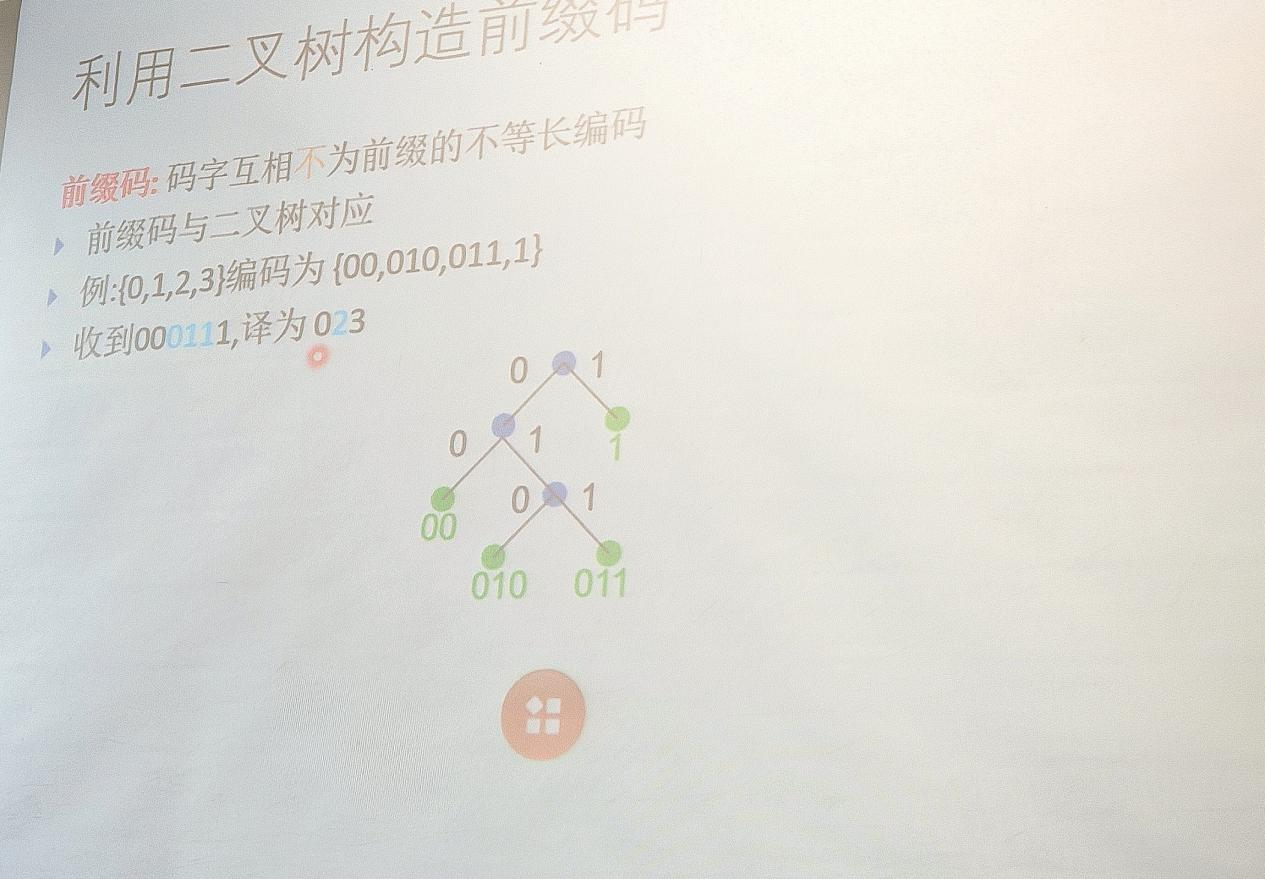 利用二叉树构造前缀码
前缀码: 码字互相不为前缀的不等长编码
前缀码与二叉树对应
例:{0,1,2,3}编码为 {00,010,011,1}
收到000111,译为 023
0 1
0 1 1
00 0 1
010 011